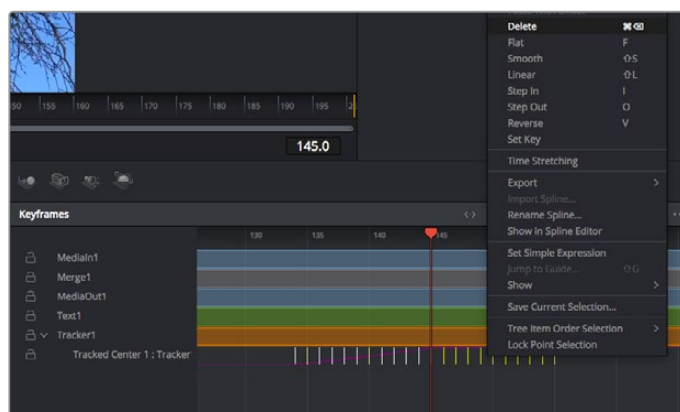 Delete ⌘⌫
Flat F
Smooth ⇧S
Linear ⇧L
Step In I
Step Out O
Reverse V
Set Key
Time Stretching
Export
Import Spline...
Rename Spline...
Show in Spline Editor
Set Simple Expression
Jump to Guide... ⇧G
Show
Save Current Selection...
Tree Item Order Selection
Lock Point Selection
50 155 160 165 170 175 180 185 190 195
145.0
Keyframes
130 135 140 145
MediaIn1
Merge1
MediaOut1
Text1
Tracker1
Tracked Center 1 : Tracker